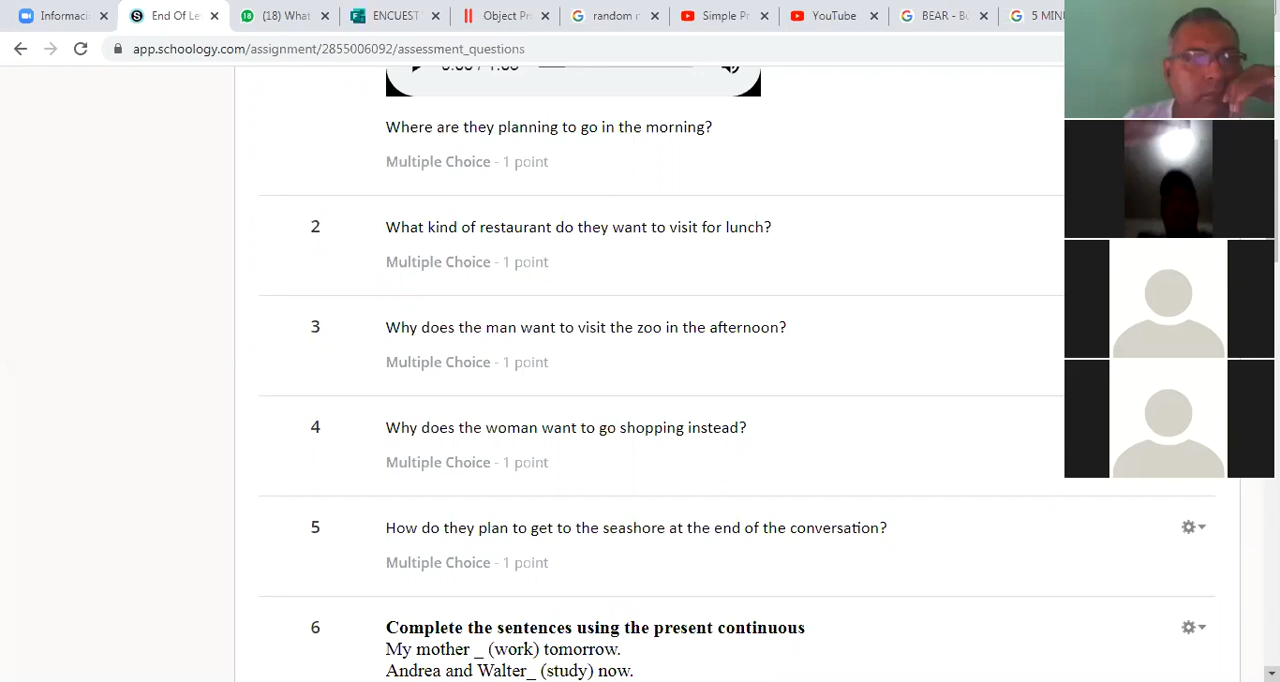 Informaci
End Of Le
(18) What
ENCUEST
Object Pr
random n
Simple Pr
YouTube
BEAR - Bu
5 MINU
app.schoology.com/assignment/2855006092/assessment_questions
Where are they planning to go in the morning?
Multiple Choice - 1 point
2 What kind of restaurant do they want to visit for lunch?
Multiple Choice - 1 point
3 Why does the man want to visit the zoo in the afternoon?
Multiple Choice - 1 point
4 Why does the woman want to go shopping instead?
Multiple Choice - 1 point
5 How do they plan to get to the seashore at the end of the conversation?
Multiple Choice - 1 point
6 Complete the sentences using the present continuous
My mother _ (work) tomorrow.
Andrea and Walter_ (study) now.